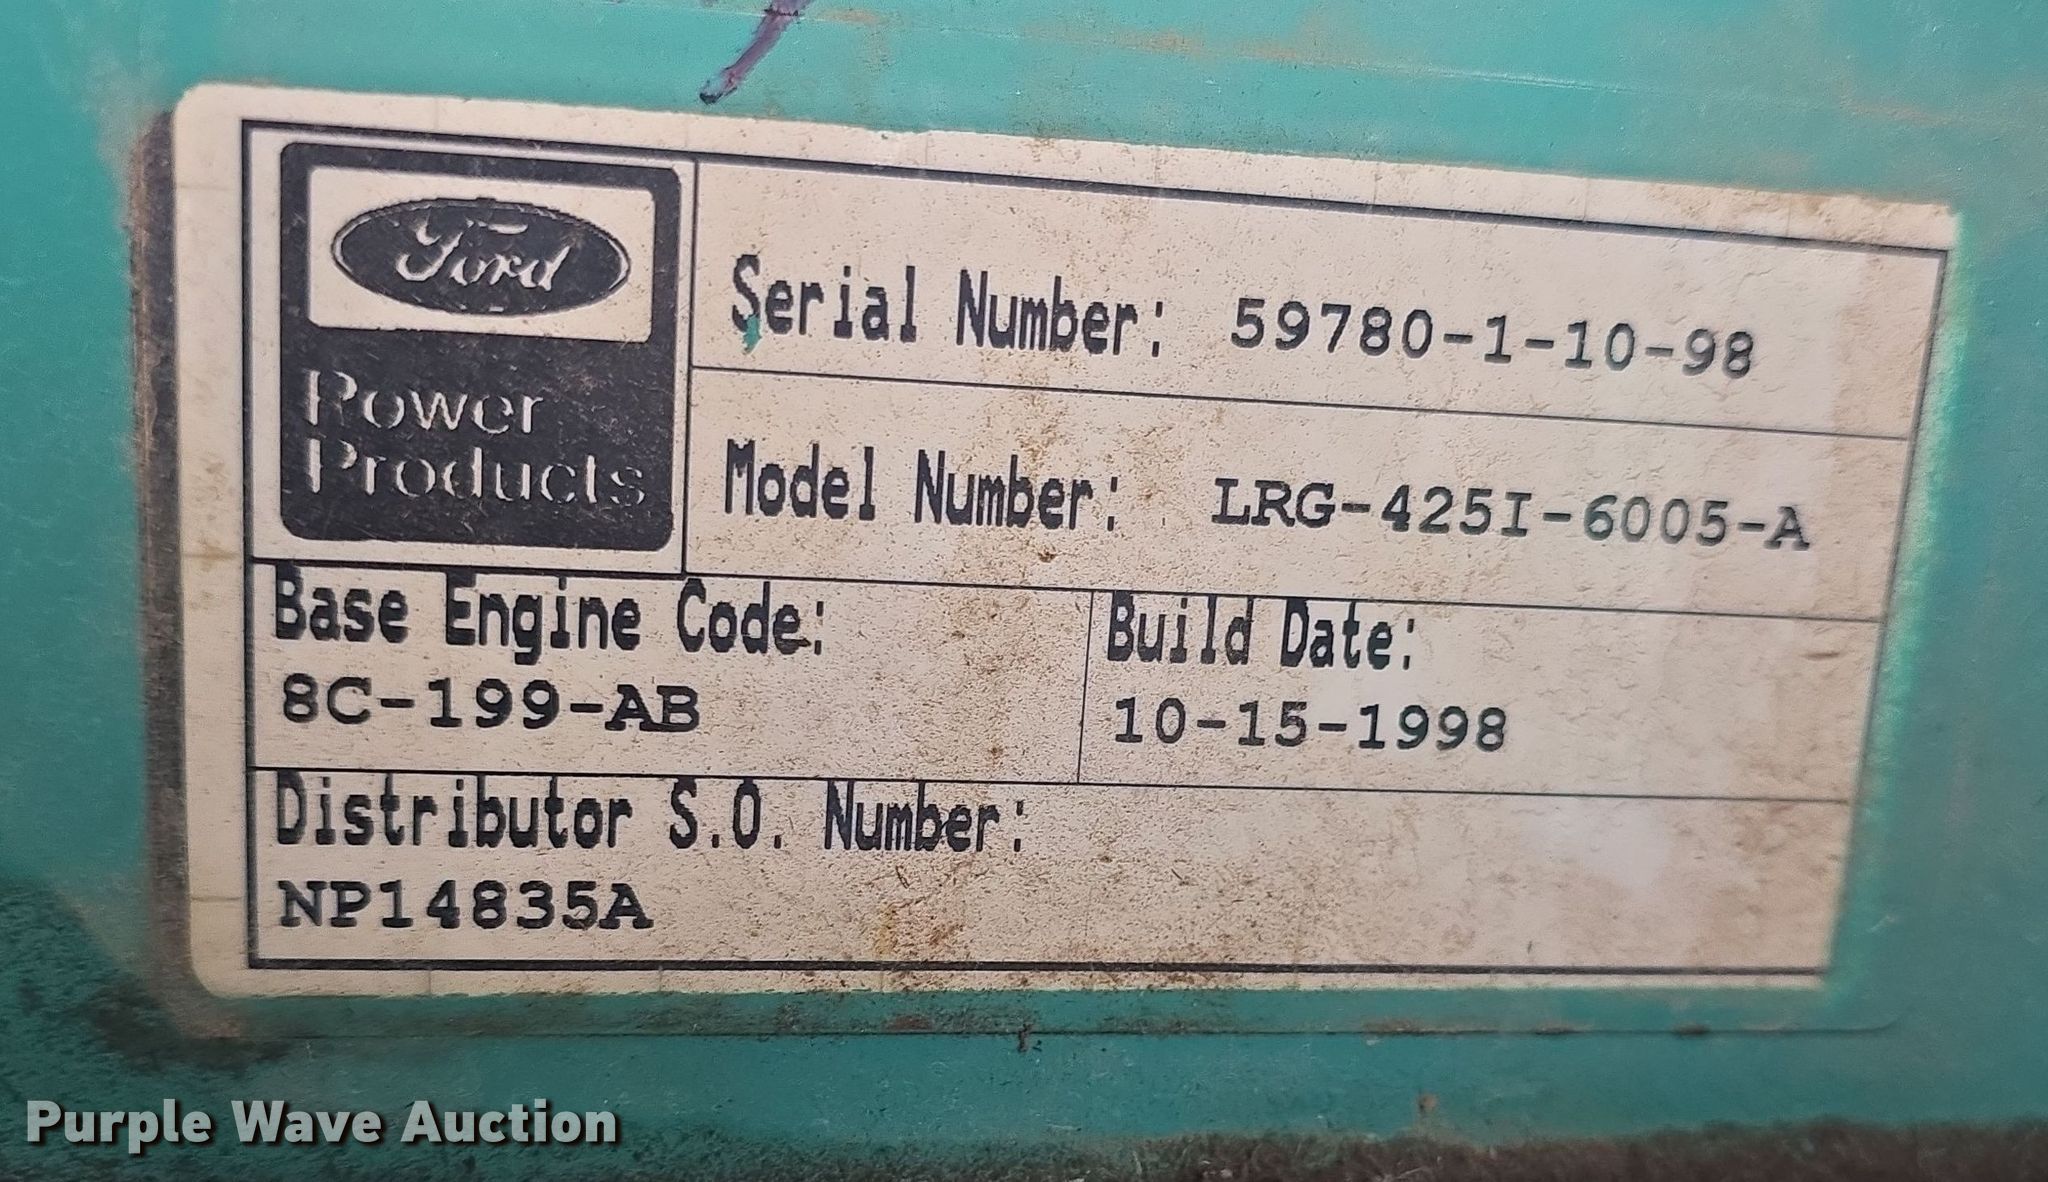 Ford
Power
Products
Serial Number: 59780-1-10-98
Model Number: LRG-425I-6005-A
Base Engine Code:
8C-199-AB
Build Date:
10-15-1998
Distributor S.O. Number:
NP14835A
Purple Wave Auction